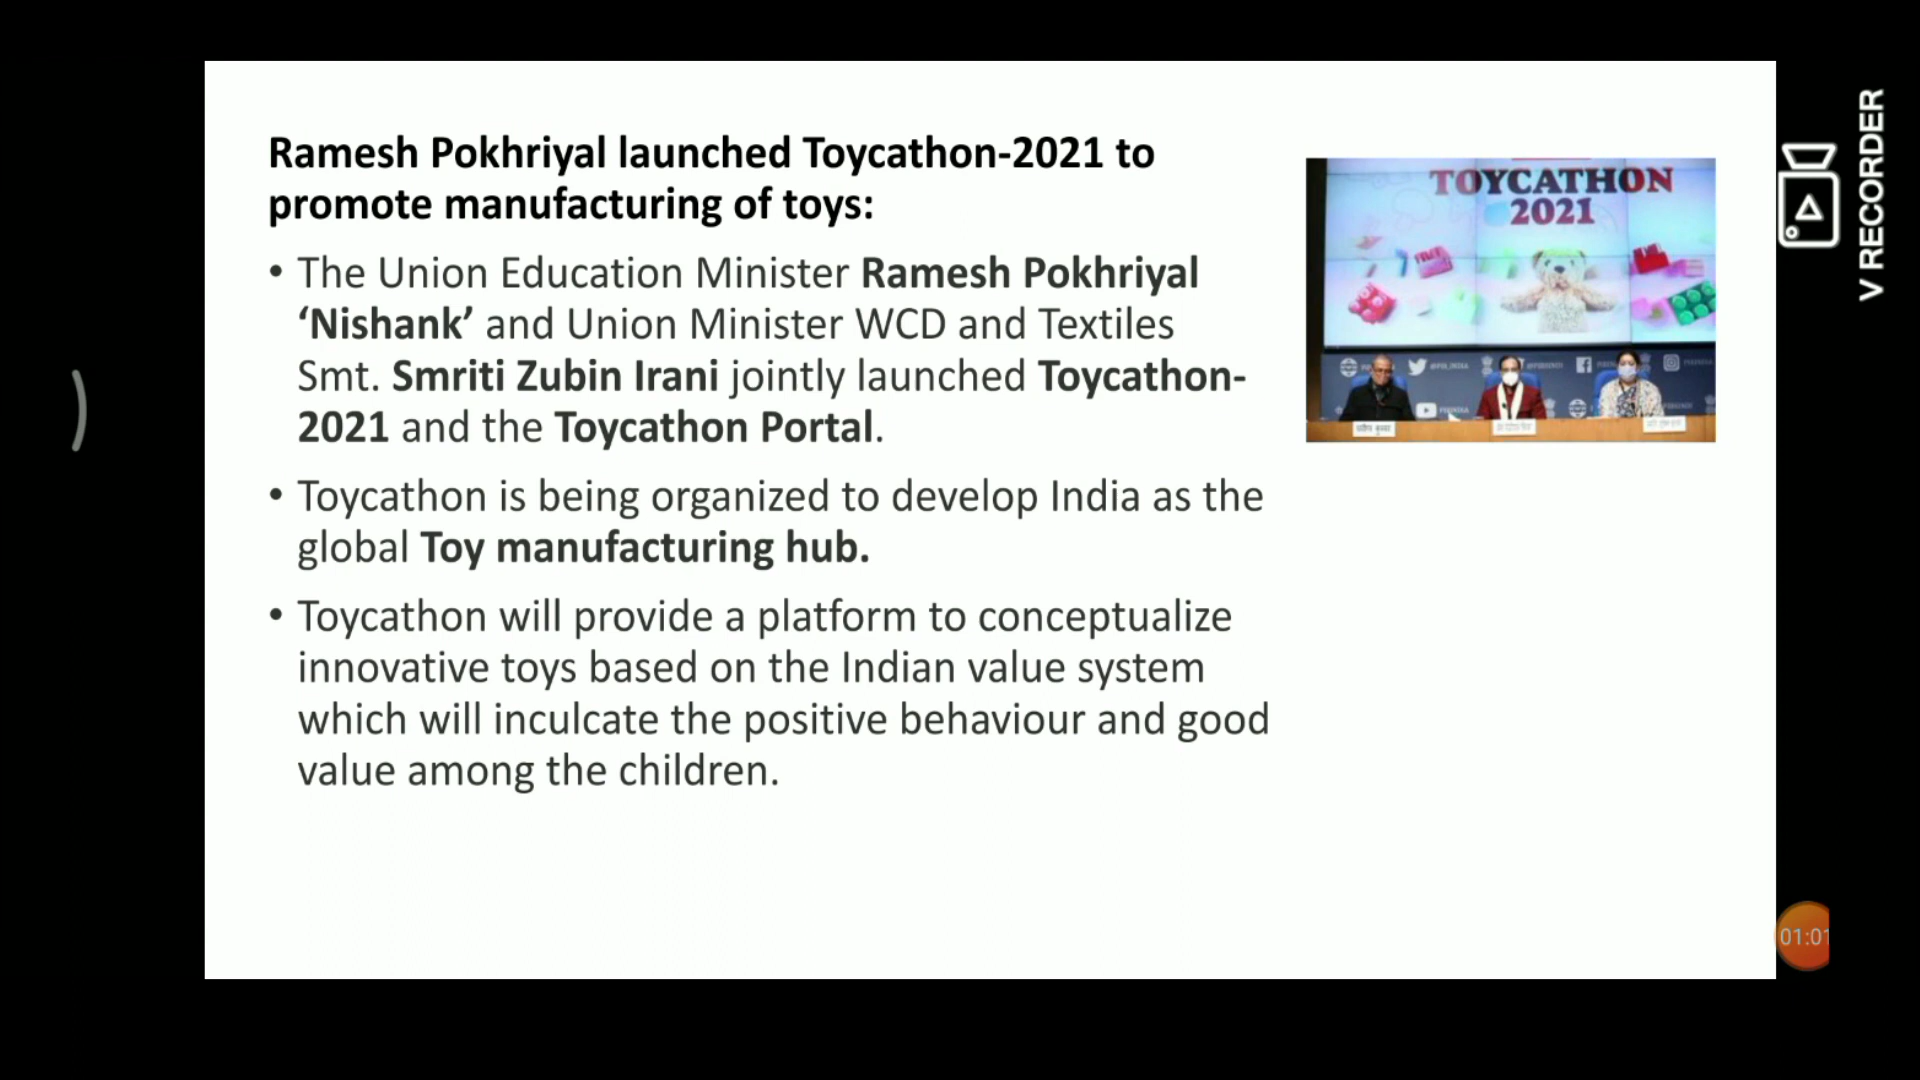 Ramesh Pokhriyal launched Toycathon-2021 to
promote manufacturing of toys:
• The Union Education Minister Ramesh Pokhriyal
‘Nishank’ and Union Minister WCD and Textiles
Smt. Smriti Zubin Irani jointly launched Toycathon-
2021 and the Toycathon Portal.
• Toycathon is being organized to develop India as the
global Toy manufacturing hub.
• Toycathon will provide a platform to conceptualize
innovative toys based on the Indian value system
which will inculcate the positive behaviour and good
value among the children.
TOYCATHON
2021
V RECORDER
01:01